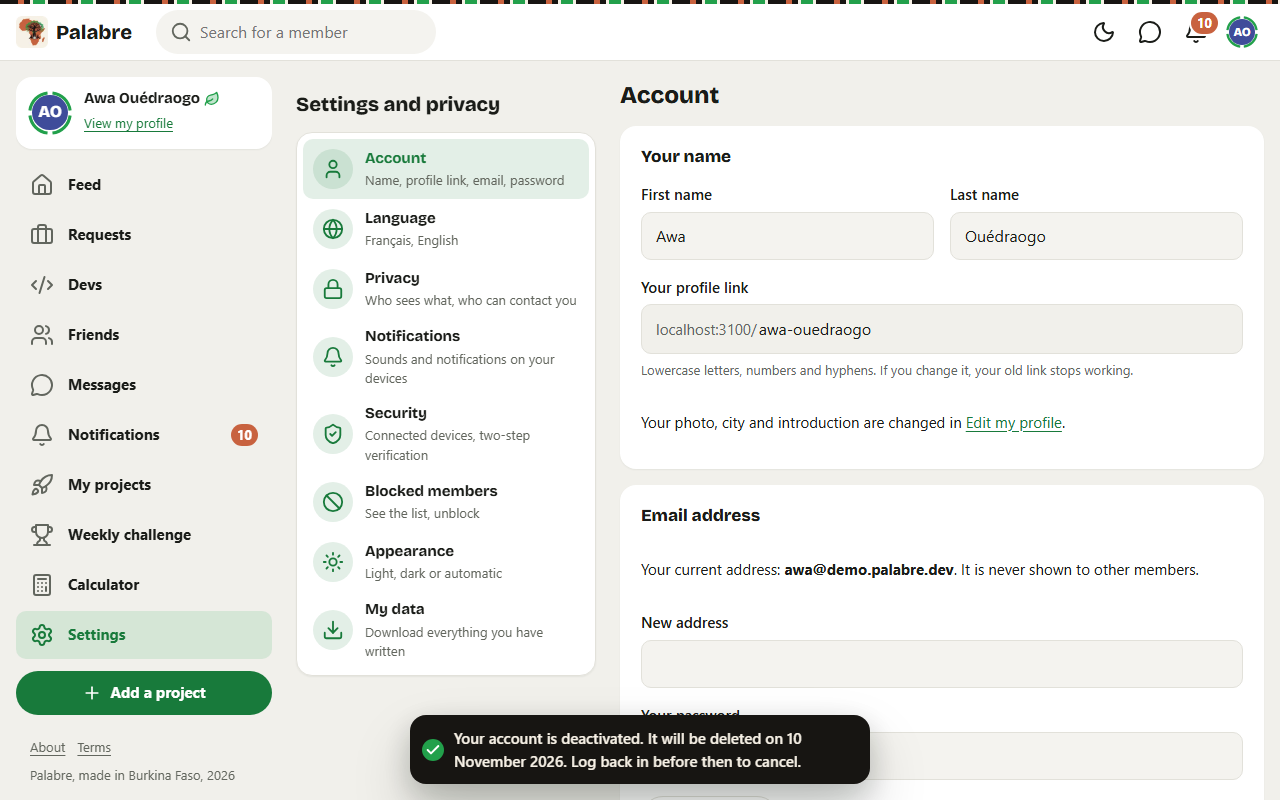 Palabre
Search for a member
10
AO
AO
Awa Ouédraogo
View my profile
Feed
Requests
Devs
Friends
Messages
Notifications
10
My projects
Weekly challenge
Calculator
Settings
Add a project
About Terms
Palabre, made in Burkina Faso, 2026
Settings and privacy
Account
Name, profile link, email, password
Language
Français, English
Privacy
Who sees what, who can contact you
Notifications
Sounds and notifications on your
devices
Security
Connected devices, two-step
verification
Blocked members
See the list, unblock
Appearance
Light, dark or automatic
My data
Download everything you have
written
Account
Your name
First name
Last name
Awa
Ouédraogo
Your profile link
localhost:3100/awa-ouedraogo
Lowercase letters, numbers and hyphens. If you change it, your old link stops working.
Your photo, city and introduction are changed in Edit my profile.
Email address
Your current address: awa@demo.palabre.dev. It is never shown to other members.
New address
Your password
Your account is deactivated. It will be deleted on 10
November 2026. Log back in before then to cancel.